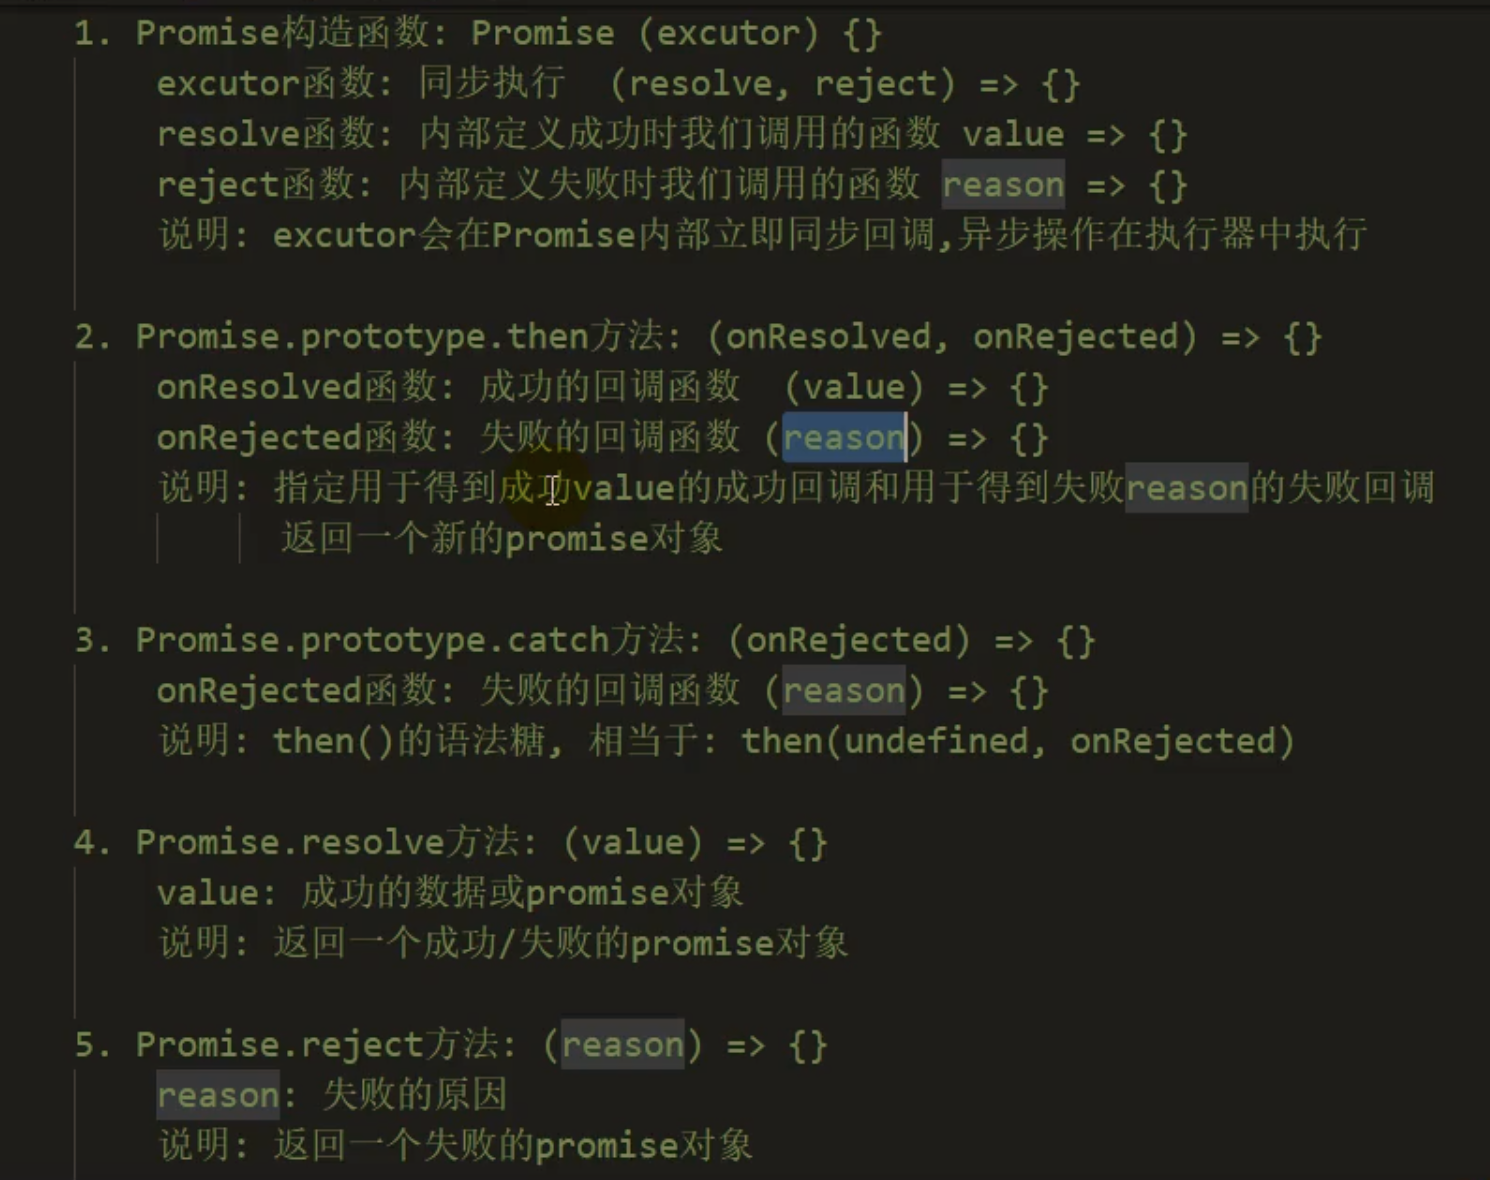 1. Promise构造函数: Promise (excutor) {}
excutor函数: 同步执行 (resolve, reject) => {}
resolve函数: 内部定义成功时我们调用的函数 value => {}
reject函数: 内部定义失败时我们调用的函数 reason => {}
说明: excutor会在Promise内部立即同步回调,异步操作在执行器中执行
2. Promise.prototype.then方法: (onResolved, onRejected) => {}
onResolved函数: 成功的回调函数 (value) => {}
onRejected函数: 失败的回调函数 (reason) => {}
说明: 指定用于得到成功value的成功回调和用于得到失败reason的失败回调
返回一个新的promise对象
3. Promise.prototype.catch方法: (onRejected) => {}
onRejected函数: 失败的回调函数 (reason) => {}
说明: then()的语法糖, 相当于: then(undefined, onRejected)
4. Promise.resolve方法: (value) => {}
value: 成功的数据或promise对象
说明: 返回一个成功/失败的promise对象
5. Promise.reject方法: (reason) => {}
reason: 失败的原因
说明: 返回一个失败的promise对象